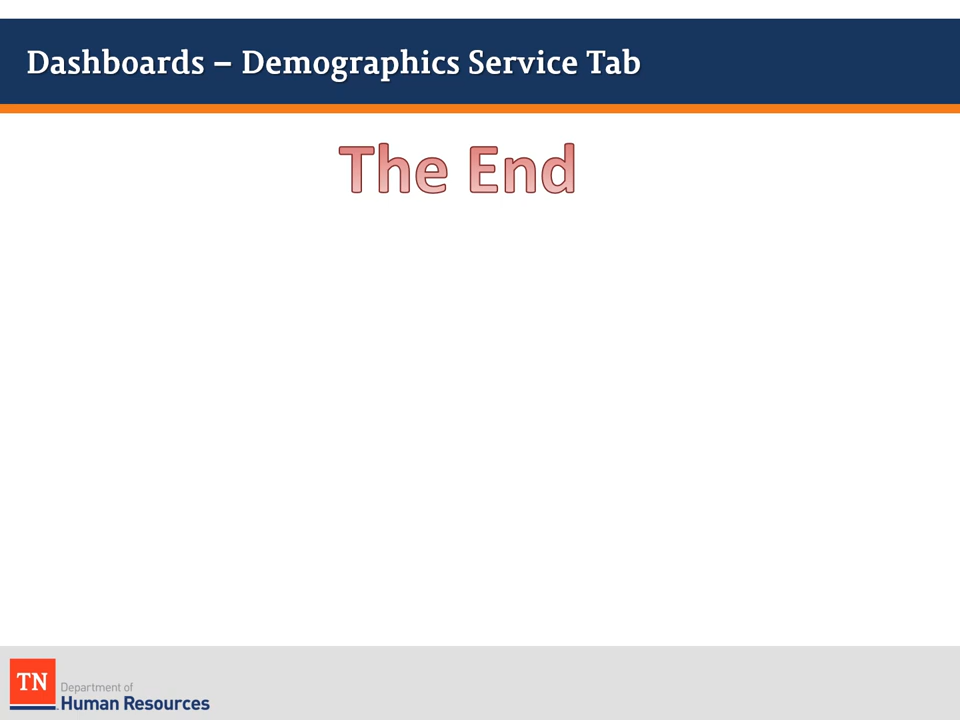 Dashboards – Demographics Service Tab
The End
TN
Department of
Human Resources